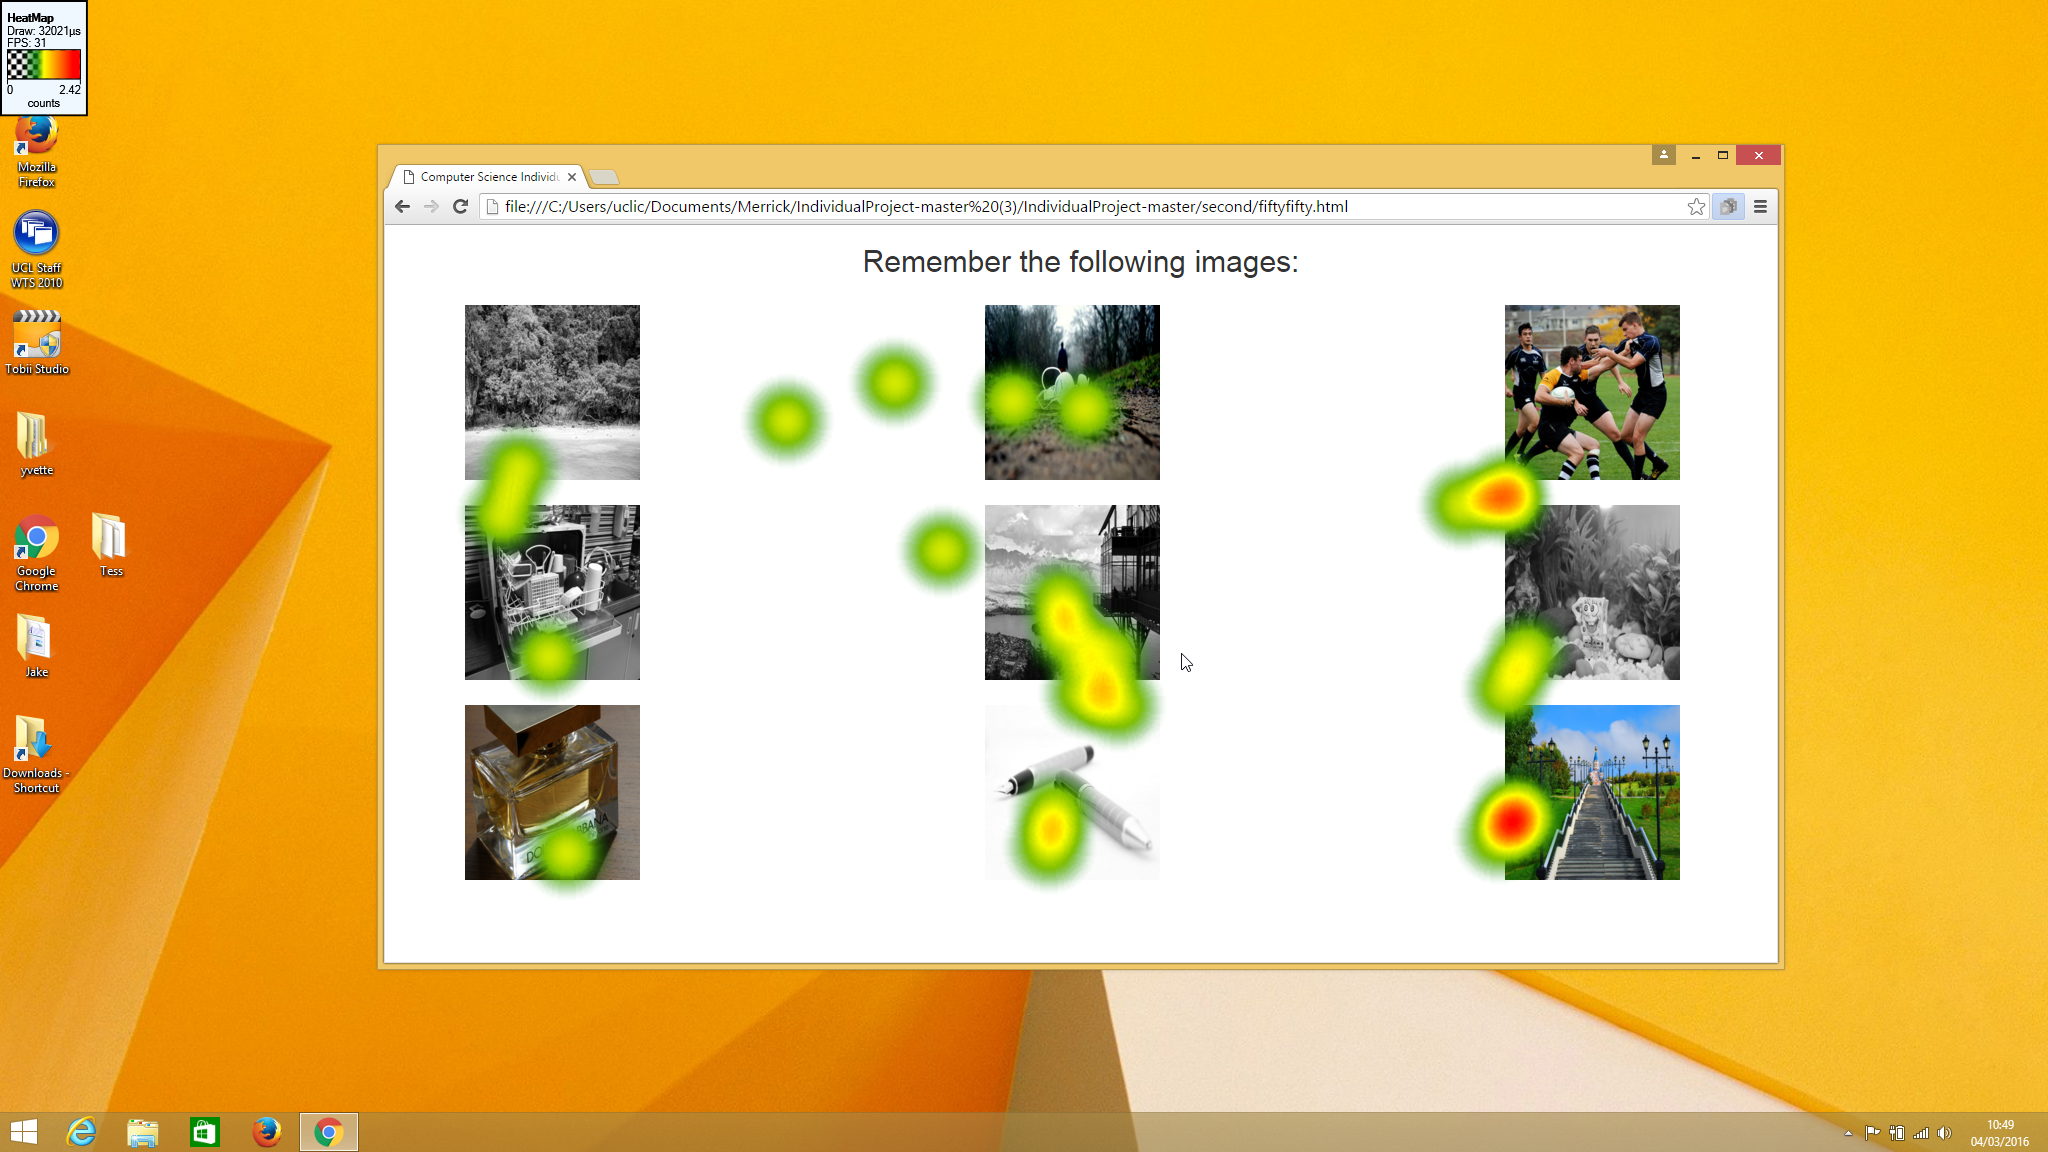 HeatMap
Draw: 32021µs
FPS: 31
0 2.42
counts
Mozilla
Firefox
UCL Staff
WTS 2010
Tobii Studio
yvette
Google
Chrome
Tess
Jake
Downloads -
Shortcut
Computer Science Individu
file:///C:/Users/uclic/Documents/Merrick/IndividualProject-master%20(3)/IndividualProject-master/second/fiftyfifty.html
Remember the following images:
10:49
04/03/2016